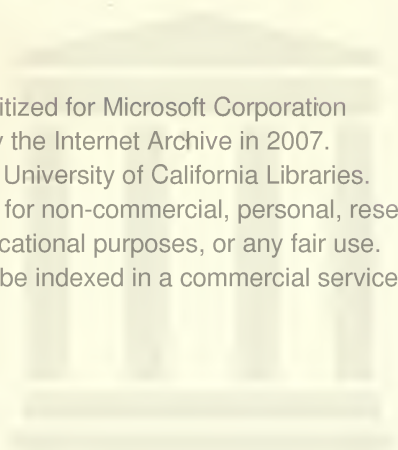 itized for Microsoft Corporation
y the Internet Archive in 2007.
University of California Libraries.
for non-commercial, personal, rese
cational purposes, or any fair use.
be indexed in a commercial service